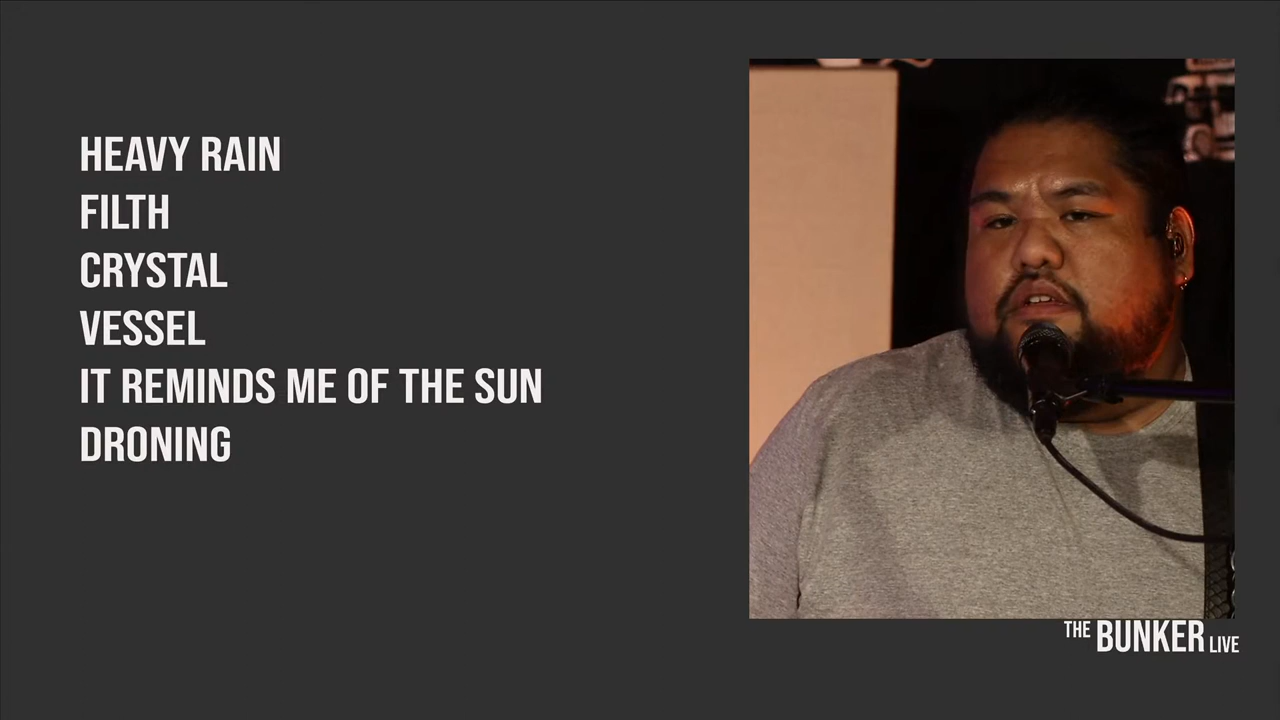 HEAVY RAIN
FILTH
CRYSTAL
VESSEL
IT REMINDS ME OF THE SUN
DRONING
THE BUNKER LIVE